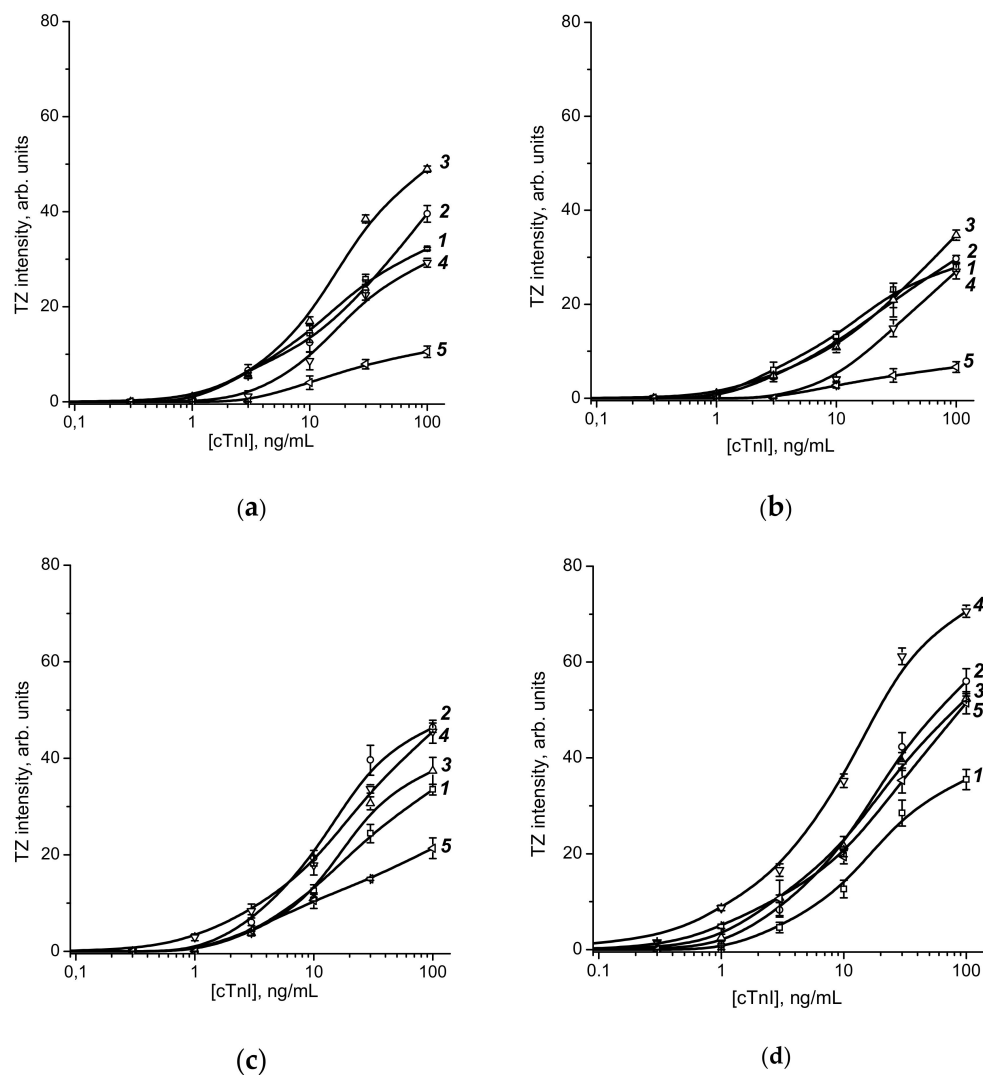 80
60
40
20
0
TZ intensity, arb. units
3
2
1
4
5
0,1 1 10 100
[cTnI], ng/mL
(a)
80
60
40
20
0
TZ intensity, arb. units
3
2
1
4
5
0,1 1 10 100
[cTnI], ng/mL
(b)
80
60
40
20
0
TZ intensity, arb. units
2
4
3
1
5
0,1 1 10 100
[cTnI], ng/mL
(c)
80
60
40
20
0
TZ intensity, arb. units
4
2
3
5
1
0.1 1 10 100
[cTnI], ng/mL
(d)